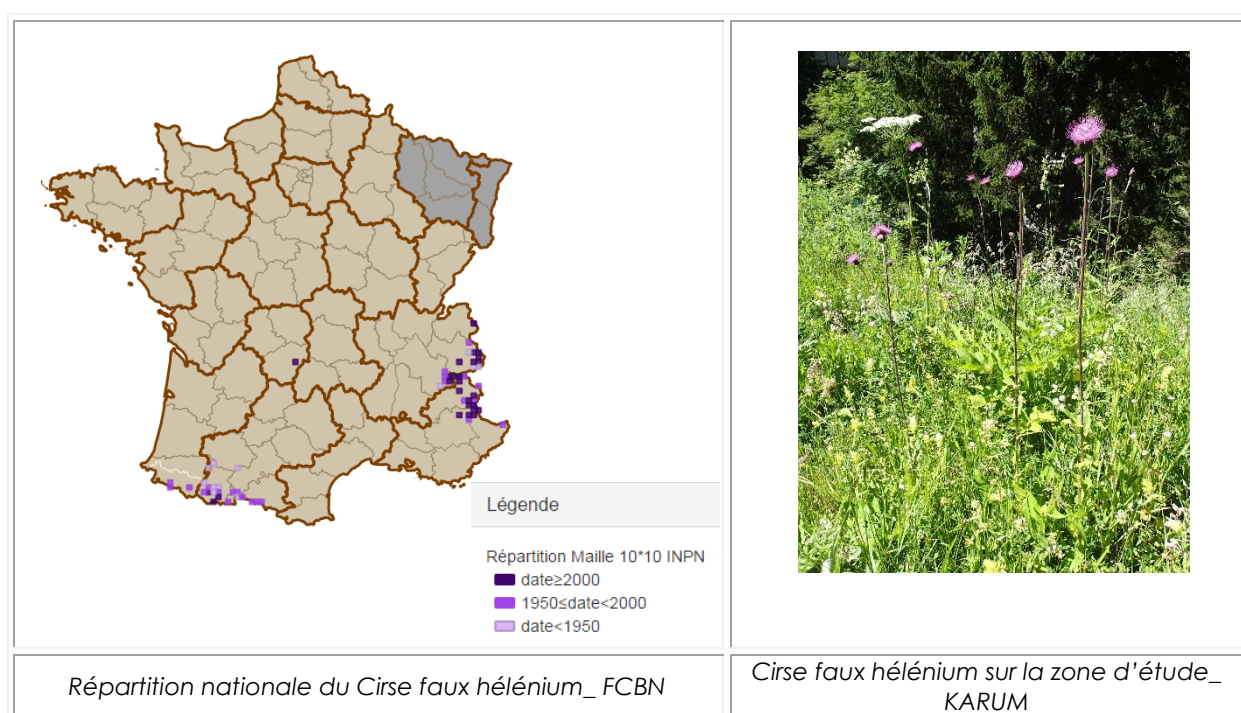 Légende
Répartition Maille 10*10 INPN
date≥2000
1950≤date<2000
date<1950
Répartition nationale du Cirse faux hélénium_ FCBN
Cirse faux hélénium sur la zone d’étude_
KARUM